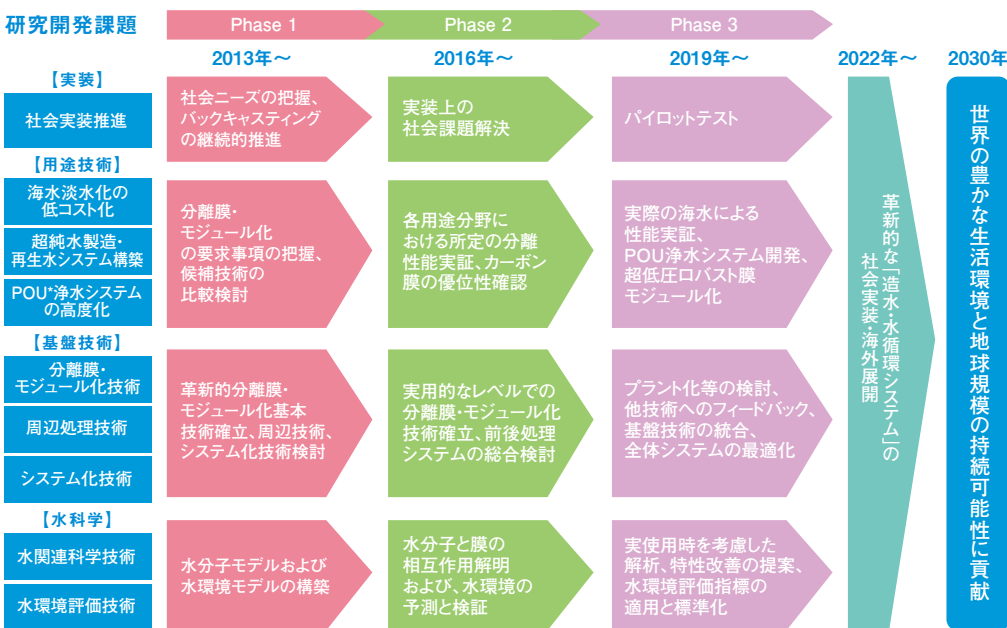 研究開発課題
Phase 1
Phase 2
Phase 3
2013年〜
2016年〜
2019年〜
2022年〜
2030年
【実装】
社会実装推進
社会ニーズの把握、
バックキャスティング
の継続的推進
実装上の
社会課題解決
パイロットテスト
【用途技術】
海水淡水化の
低コスト化
超純水製造・
再生水システム構築
POU*浄水システム
の高度化
分離膜・
モジュール化
の要求事項の把握、
候補技術の
比較検討
各用途分野に
おける所定の分離
性能実証、カーボン
膜の優位性確認
実際の海水による
性能実証、
POU浄水システム開発、
超低圧ロバスト膜
モジュール化
【基盤技術】
分離膜・
モジュール化技術
周辺処理技術
システム化技術
革新的分離膜・
モジュール化基本
技術確立、周辺技術、
システム化技術検討
実用的なレベルでの
分離膜・モジュール化
技術確立、前後処理
システムの総合検討
プラント化等の検討、
他技術へのフィードバック、
基盤技術の統合、
全体システムの最適化
【水科学】
水関連科学技術
水環境評価技術
水分子モデルおよび
水環境モデルの構築
水分子と膜の
相互作用解明
および、水環境の
予測と検証
実使用時を考慮した
解析、特性改善の提案、
水環境評価指標の
適用と標準化
革新的な「造水・水循環システム」の
社会実装・海外展開
世界の豊かな生活環境と地球規模の持続可能性に貢献